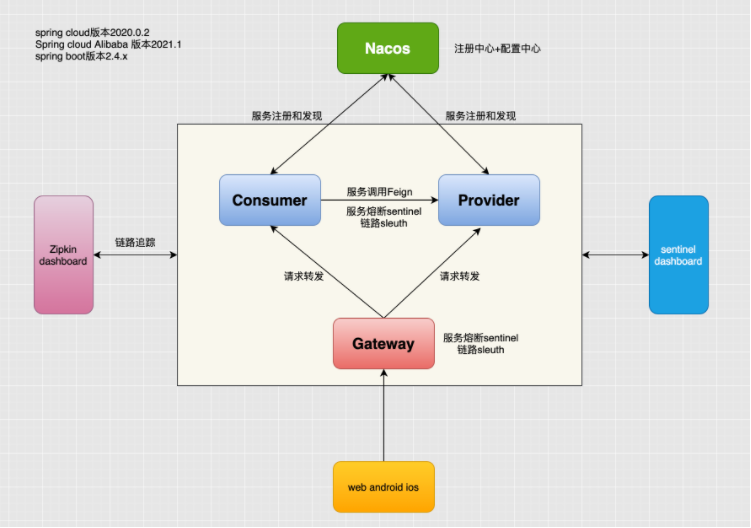 spring cloud版本2020.0.2
Spring cloud Alibaba 版本2021.1
spring boot版本2.4.x
Nacos
注册中心+配置中心
服务注册和发现
服务注册和发现
Consumer
服务调用Feign
服务熔断sentinel
链路sleuth
Provider
Zipkin
dashboard
链路追踪
sentinel
dashboard
请求转发
请求转发
Gateway
服务熔断sentinel
链路sleuth
web android ios